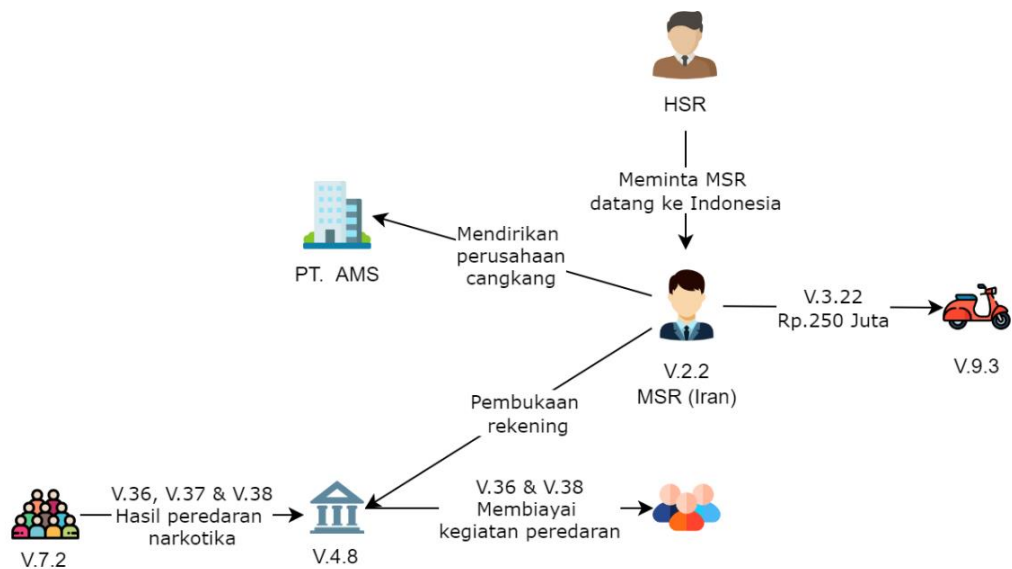 HSR
Meminta MSR
datang ke Indonesia
Mendirikan
perusahaan
cangkang
PT. AMS
V.3.22
Rp.250 Juta
V.9.3
V.2.2
MSR (Iran)
Pembukaan
rekening
V.36, V.37 & V.38
Hasil peredaran
narkotika
V.36 & V.38
Membiayai
kegiatan peredaran
V.7.2
V.4.8